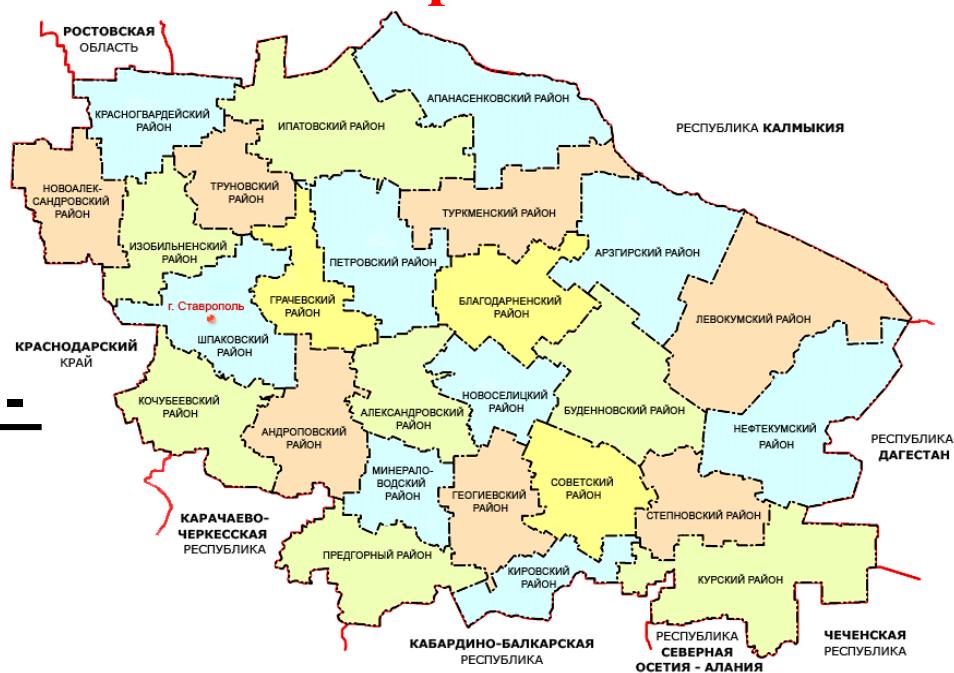 РОСТОВСКАЯ
ОБЛАСТЬ
КРАСНОГВАРДЕЙСКИЙ
РАЙОН
ИПАТОВСКИЙ РАЙОН
АПАНАСЕНКОВСКИЙ РАЙОН
РЕСПУБЛИКА КАЛМЫКИЯ
НОВОАЛЕК-
САНДРОВСКИЙ
РАЙОН
ТРУНОВСКИЙ
РАЙОН
ТУРКМЕНСКИЙ РАЙОН
ИЗОБИЛЬНЕНСКИЙ
РАЙОН
ПЕТРОВСКИЙ РАЙОН
АРЗГИРСКИЙ РАЙОН
г. Ставрополь
ШПАКОВСКИЙ
РАЙОН
ГРАЧЕВСКИЙ
РАЙОН
БЛАГОДАРНЕНСКИЙ
РАЙОН
ЛЕВОКУМСКИЙ РАЙОН
КРАСНОДАРСКИЙ
КРАЙ
КОЧУБЕЕВСКИЙ
РАЙОН
АНДРОПОВСКИЙ
РАЙОН
АЛЕКСАНДРОВСКИЙ
РАЙОН
НОВОСЕЛИЦКИЙ
РАЙОН
БУДЕННОВСКИЙ РАЙОН
НЕФТЕКУМСКИЙ
РАЙОН
РЕСПУБЛИКА
ДАГЕСТАН
МИНЕРАЛО-
ВОДСКИЙ
РАЙОН
ГЕОГИЕВСКИЙ
РАЙОН
СОВЕТСКИЙ
РАЙОН
СТЕПНОВСКИЙ РАЙОН
КАРАЧАЕВО-
ЧЕРКЕССКАЯ
РЕСПУБЛИКА
ПРЕДГОРНЫЙ РАЙОН
КИРОВСКИЙ
РАЙОН
КУРСКИЙ РАЙОН
КАБАРДИНО-БАЛКАРСКАЯ
РЕСПУБЛИКА
РЕСПУБЛИКА
СЕВЕРНАЯ
ОСЕТИЯ - АЛАНИЯ
ЧЕЧЕНСКАЯ
РЕСПУБЛИКА